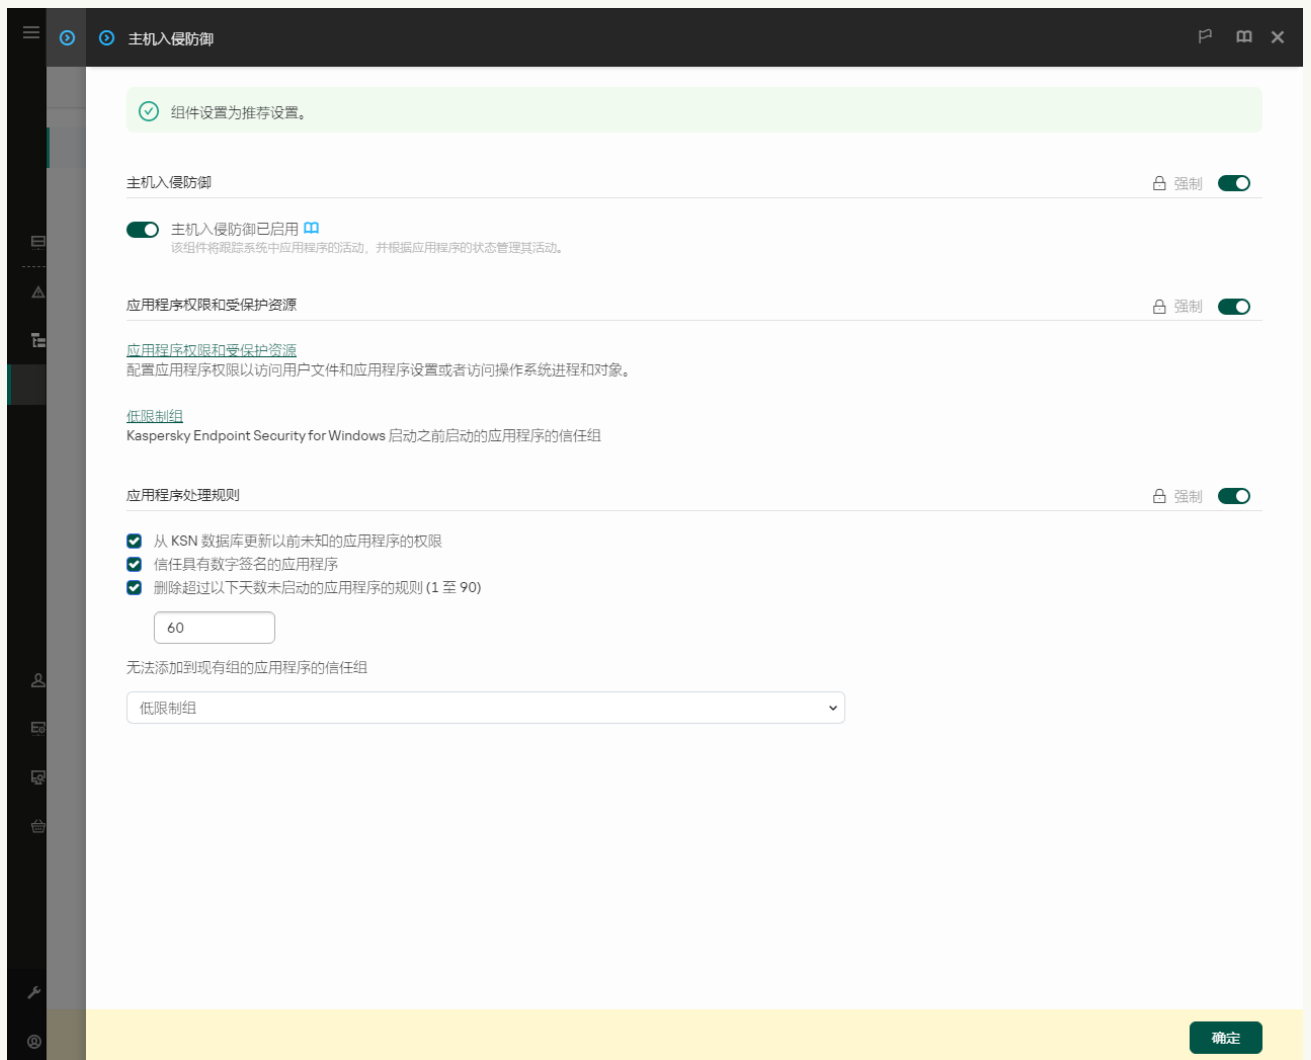 主机入侵防御
组件设置为推荐设置。
主机入侵防御
强制
主机入侵防御已启用
该组件将跟踪系统中应用程序的活动，并根据应用程序的状态管理其活动。
应用程序权限和受保护资源
强制
应用程序权限和受保护资源
配置应用程序权限以访问用户文件和应用程序设置或者访问操作系统进程和对象。
低限制组
Kaspersky Endpoint Security for Windows 启动之前启动的应用程序的信任组
应用程序处理规则
强制
从 KSN 数据库更新以前未知的应用程序的权限
信任具有数字签名的应用程序
删除超过以下天数未启动的应用程序的规则 (1 至 90)
60
无法添加到现有组的应用程序的信任组
低限制组
确定